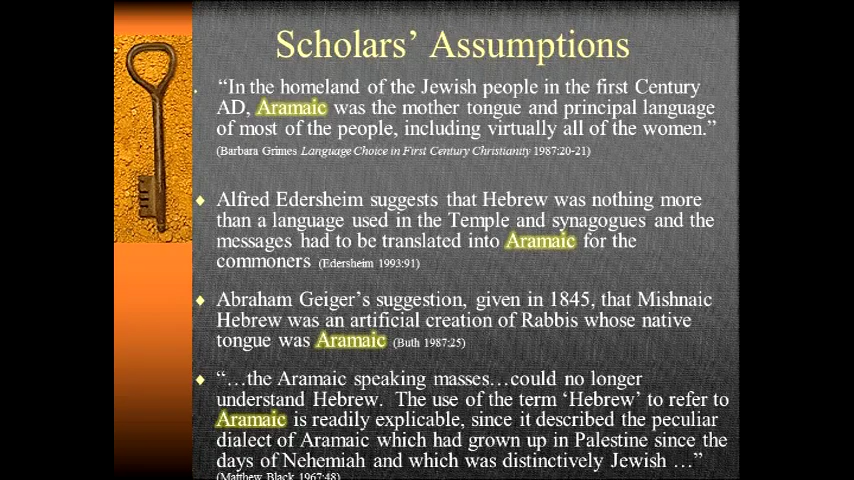 Scholars’ Assumptions
“In the homeland of the Jewish people in the first Century
AD, Aramaic was the mother tongue and principal language
of most of the people, including virtually all of the women.”
(Barbara Grimes Language Choice in First Century Christianity 1987:20-21)
Alfred Edersheim suggests that Hebrew was nothing more
than a language used in the Temple and synagogues and the
messages had to be translated into Aramaic for the
commoners (Edersheim 1993:91)
Abraham Geiger’s suggestion, given in 1845, that Mishnaic
Hebrew was an artificial creation of Rabbis whose native
tongue was Aramaic (Buth 1987:25)
“…the Aramaic speaking masses…could no longer
understand Hebrew. The use of the term ‘Hebrew’ to refer to
Aramaic is readily explicable, since it described the peculiar
dialect of Aramaic which had grown up in Palestine since the
days of Nehemiah and which was distinctively Jewish …”
(Matthew Black 1967:48)